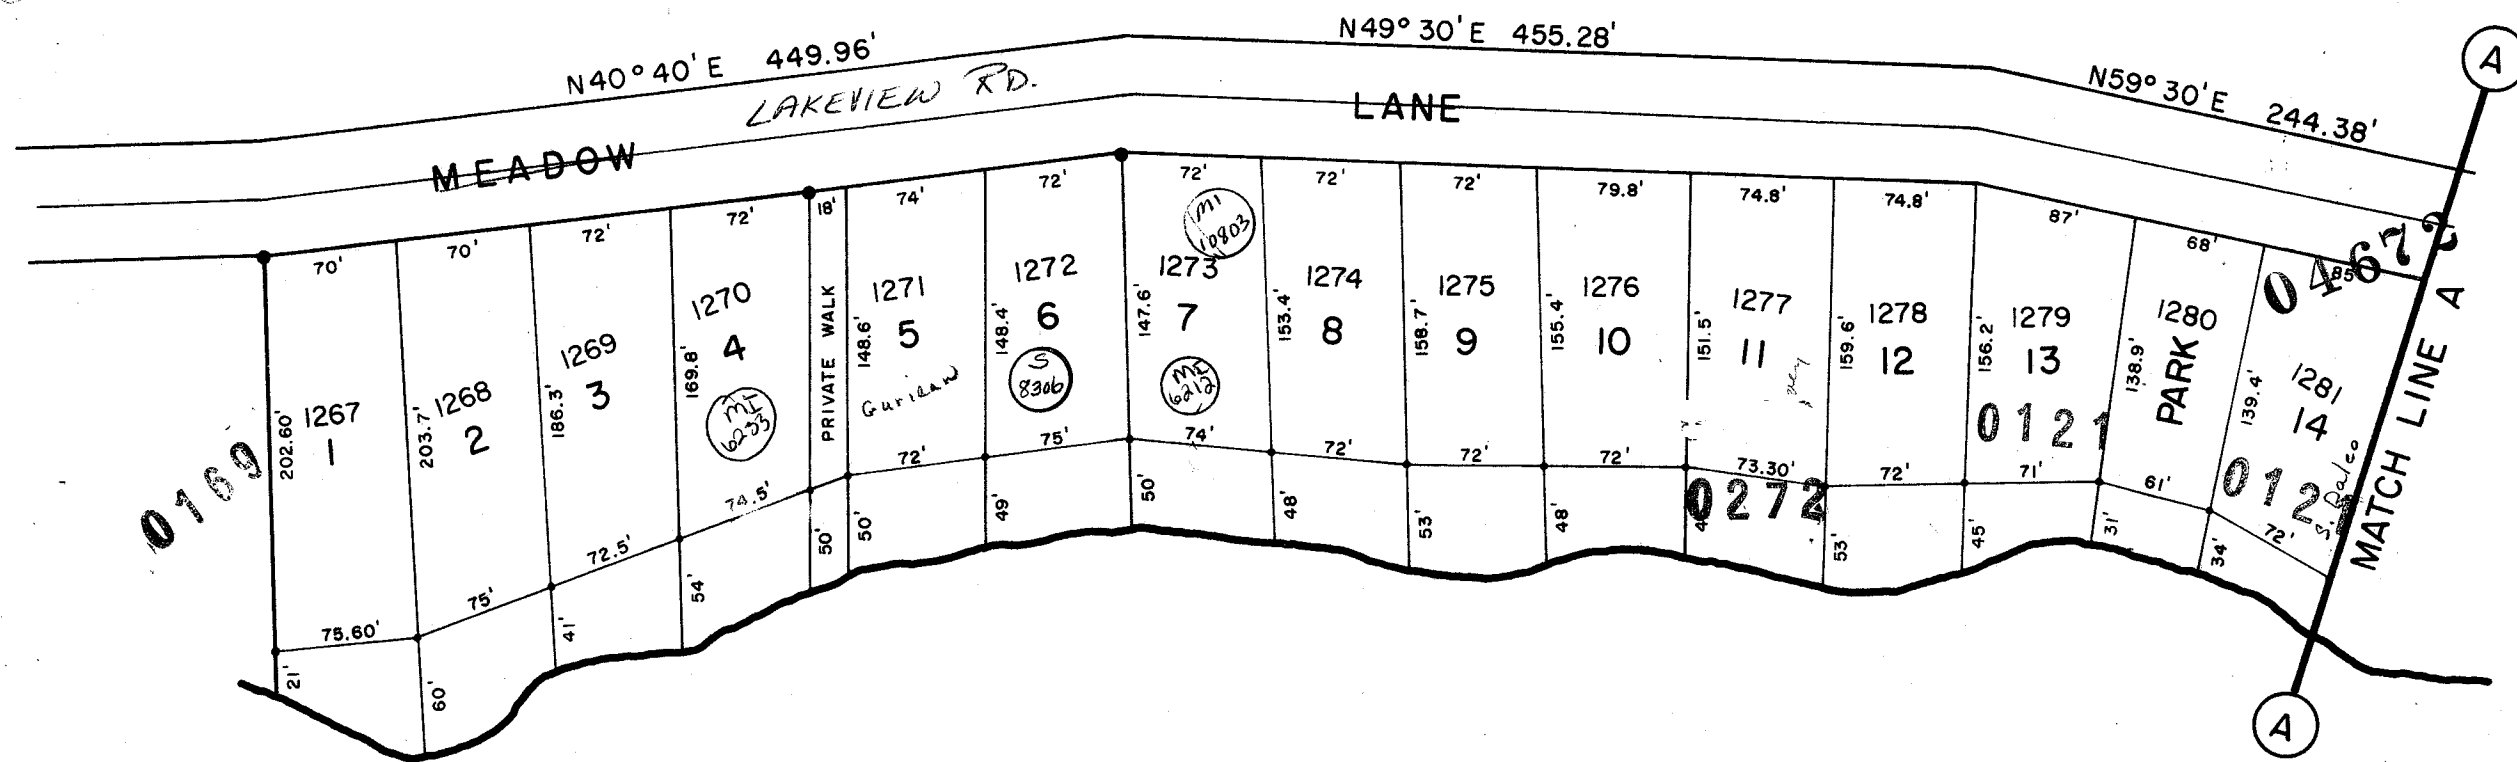 N40°40'E 449.96'
N49°30'E 455.28'
N59°30'E 244.38'
A
LAKEVIEW RD.
MEADOW LANE
70' 70' 72' 72' 18' 74' 72' 72' 72' 72' 79.8' 74.8' 74.8' 87' 68' 85'
04672
1267
1
202.60'
0169
1268
2
203.7'
1269
3
186.3'
1270
4
169.8'
MI
6233
PRIVATE WALK
1271
5
148.6'
1272
6
148.4'
S
8306
1273
7
147.6'
MI
10803
MI
6212
1274
8
153.4'
1275
9
158.7'
1276
10
155.4'
1277
11
151.5'
1278
12
159.6'
1279
13
156.2'
0121
1280
PARK
138.9'
1281
14
139.4'
S. Daleo
MATCH LINE A
75.60' 75' 72.5' 74.5' 72' 75' 74' 72' 72' 72' 73.30' 72' 71' 61' 72'
0272
21' 60' 41' 54' 50' 50' 49' 50' 48' 53' 48' 53' 45' 31' 34'
A